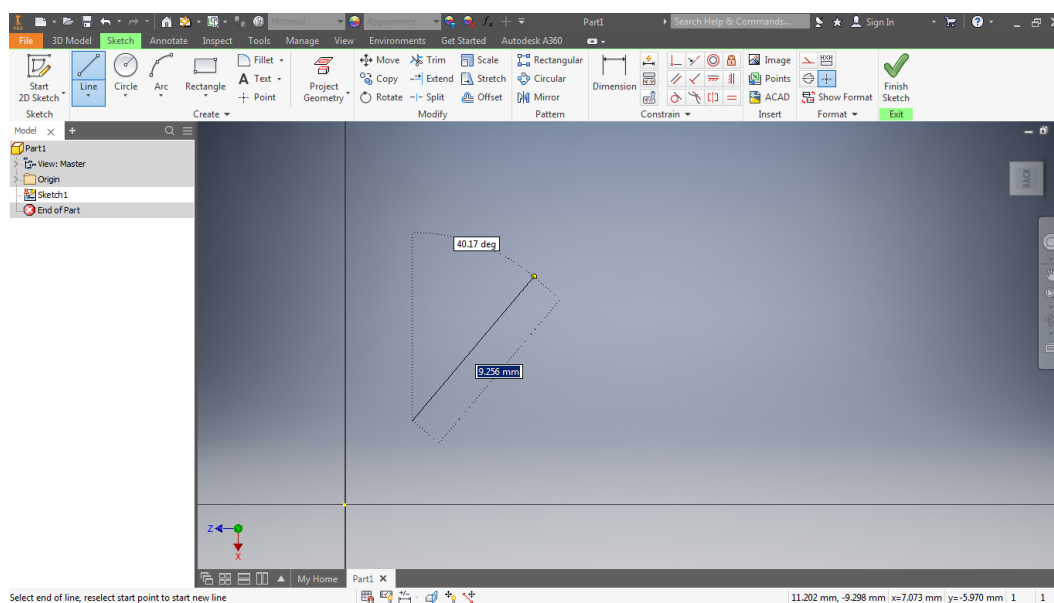 Material Appearance Part1 Search Help & Commands... Sign In
File 3D Model Sketch Annotate Inspect Tools Manage View Environments Get Started Autodesk A360
Start 2D Sketch
Line
Circle
Arc
Rectangle
Fillet
A Text
Point
Project Geometry
Move Trim Scale
Copy Extend Stretch
Rotate Split Offset
Rectangular
Circular
Mirror
Dimension
Image
Points
ACAD
Show Format
Finish Sketch
Sketch Create Modify Pattern Constrain Insert Format Exit
Model
Part1
View: Master
Origin
Sketch1
End of Part
BACK
40.17 deg
9.256 mm
Z
X
My Home Part1
Select end of line, reselect start point to start new line
11.202 mm, -9.298 mm x=7.073 mm y=-5.970 mm 1 1